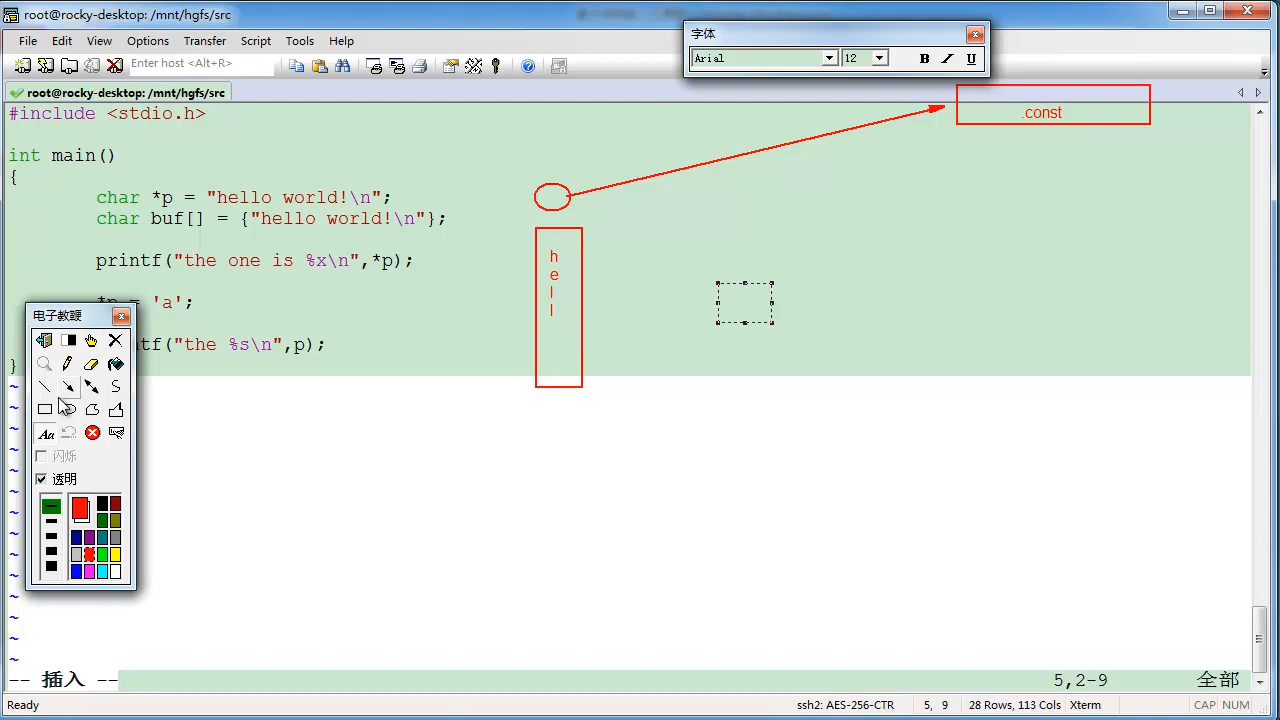 root@rocky-desktop: /mnt/hgfs/src
File Edit View Options Transfer Script Tools Help
字体
Arial 12 B I U
Enter host <Alt+R>
root@rocky-desktop: /mnt/hgfs/src
#include <stdio.h>
.const
int main()
{
char *p = "hello world!\n";
char buf[] = {"hello world!\n"};
printf("the one is %x\n",*p);
h
e
l
l
*p = 'a';
ntf("the %s\n",p);
}
电子教鞭
Aa
闪烁
透明
~
~
~
~
~
~
~
~
~
~
~
~
~
~
-- 插入 --
5,2-9 全部
Ready
ssh2: AES-256-CTR 5, 9 28 Rows, 113 Cols Xterm CAP NUM